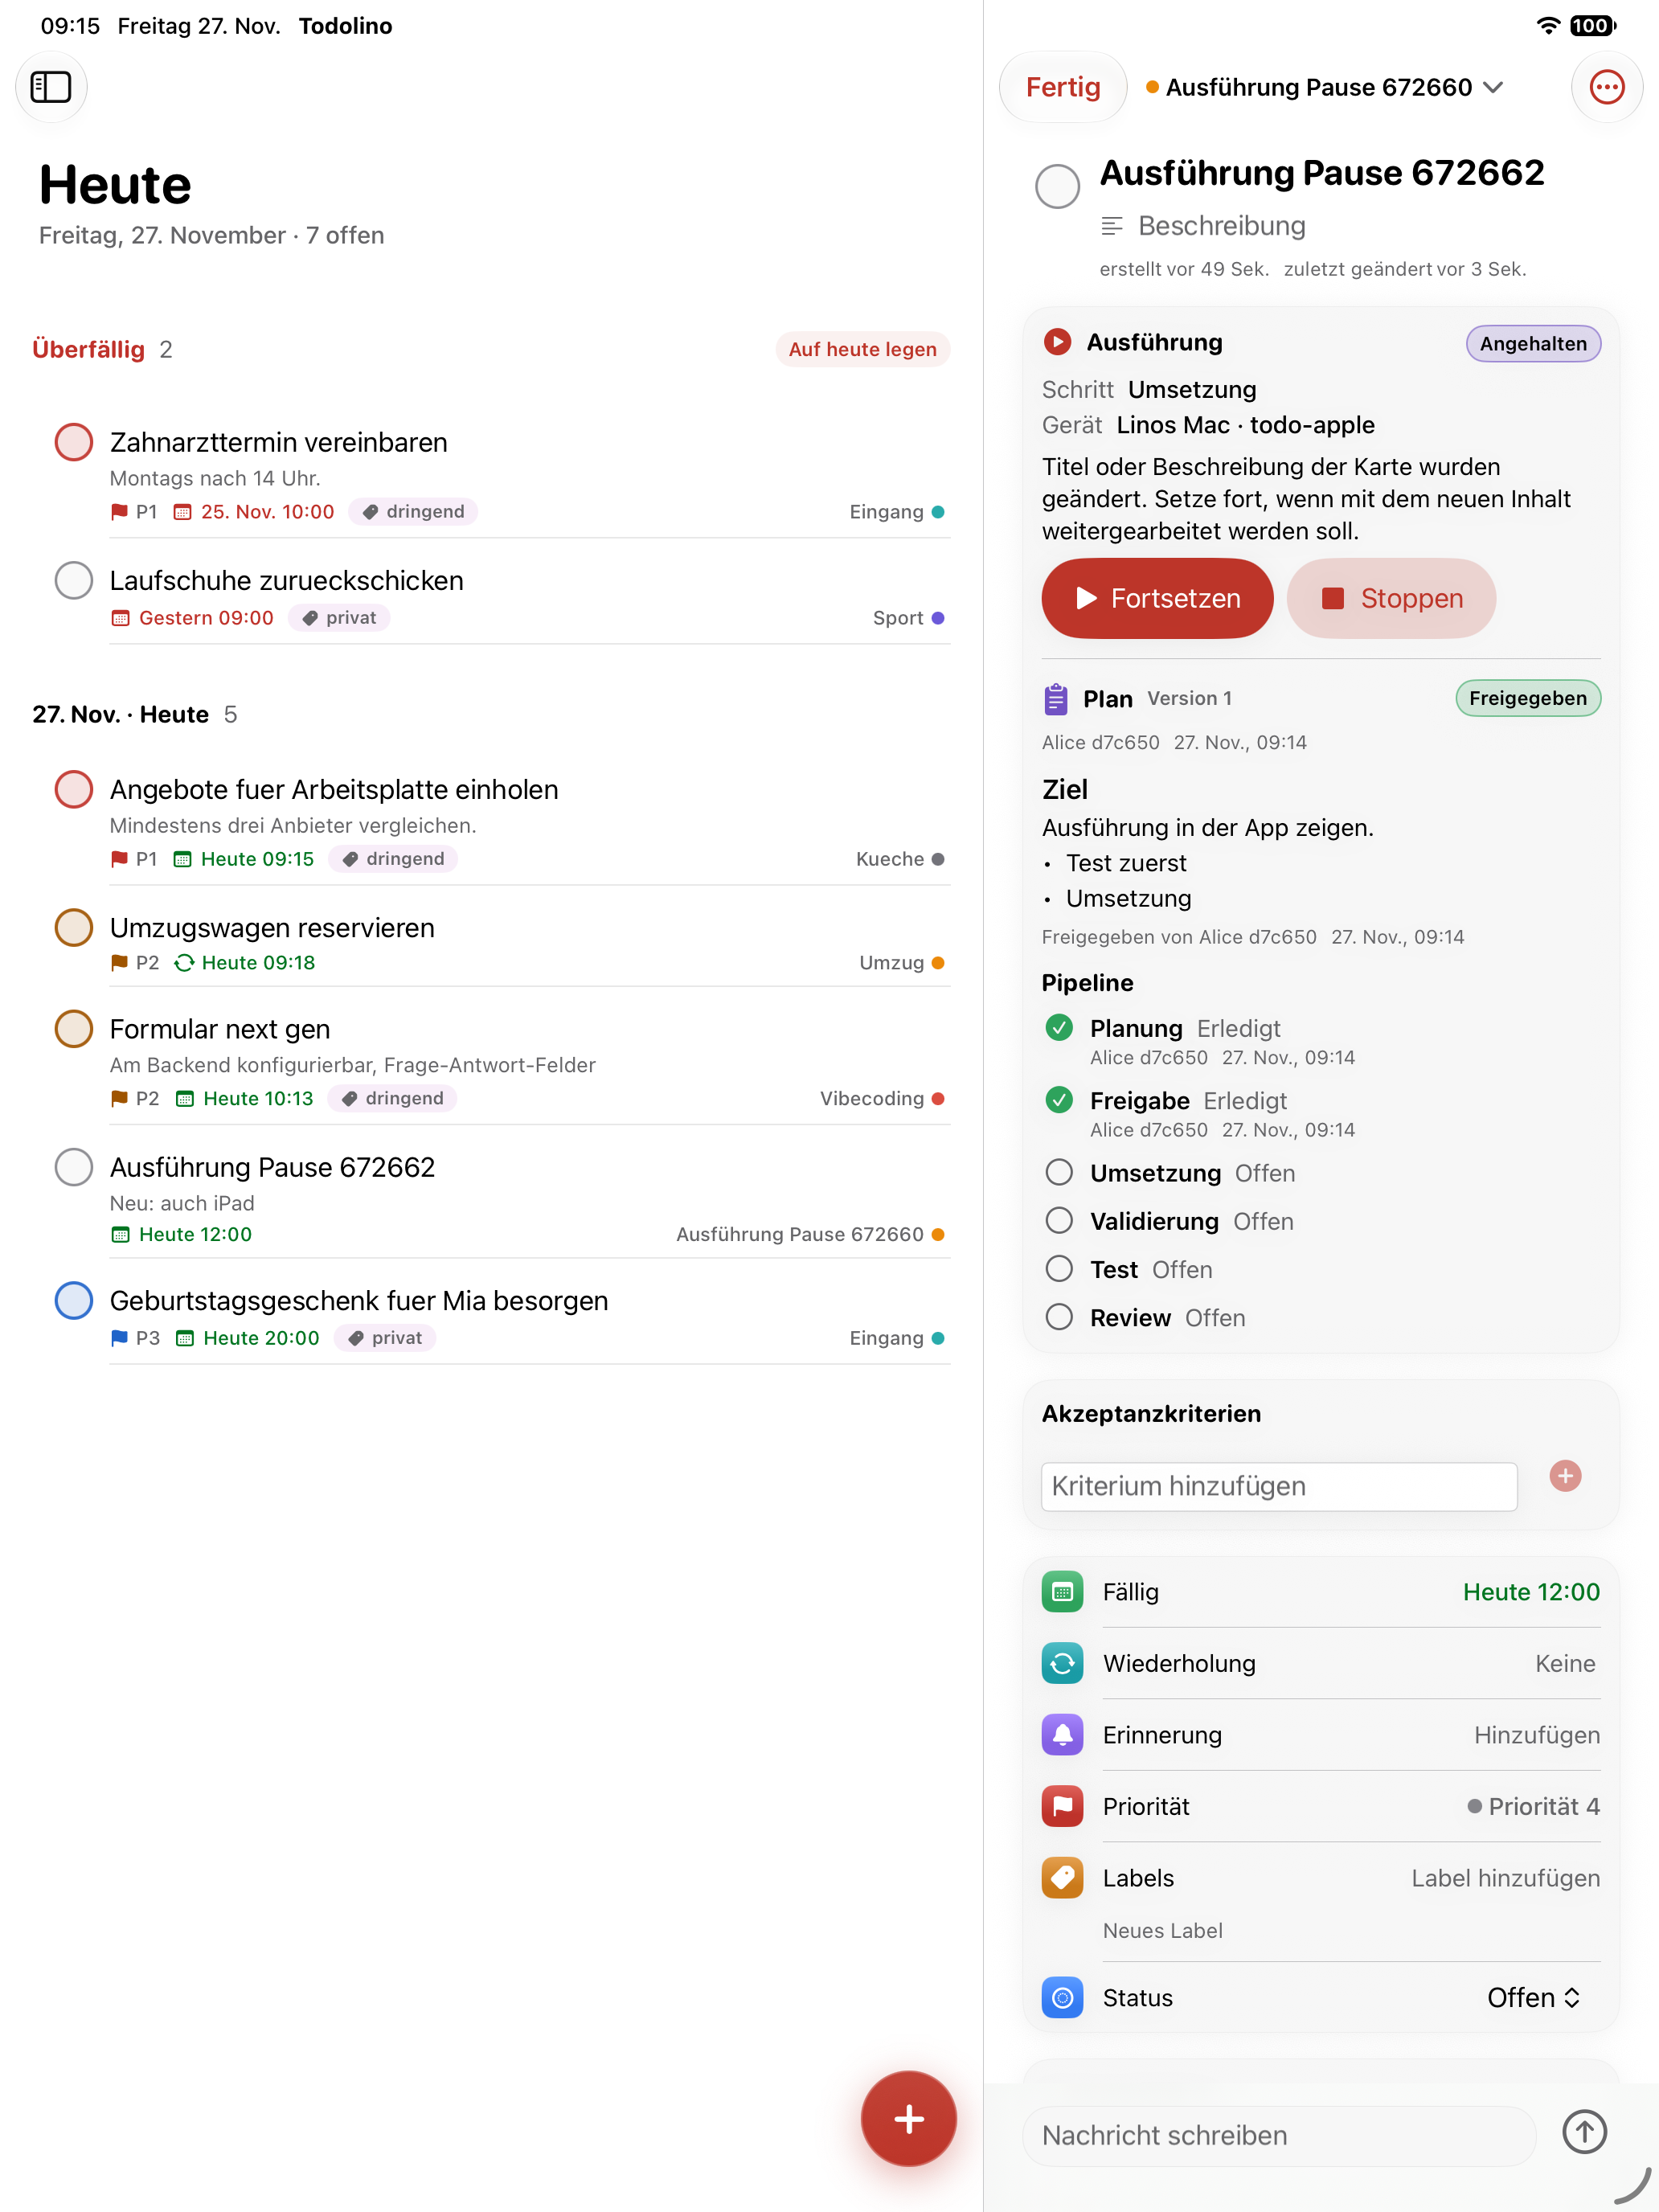 09:15 Freitag 27. Nov. Todolino
100
Heute
Freitag, 27. November · 7 offen
Überfällig 2
Auf heute legen
Zahnarzttermin vereinbaren
Montags nach 14 Uhr.
P1 25. Nov. 10:00 dringend Eingang
Laufschuhe zurueckschicken
Gestern 09:00 privat Sport
27. Nov. · Heute 5
Angebote fuer Arbeitsplatte einholen
Mindestens drei Anbieter vergleichen.
P1 Heute 09:15 dringend Kueche
Umzugswagen reservieren
P2 Heute 09:18 Umzug
Formular next gen
Am Backend konfigurierbar, Frage-Antwort-Felder
P2 Heute 10:13 dringend Vibecoding
Ausführung Pause 672662
Neu: auch iPad
Heute 12:00 Ausführung Pause 672660
Geburtstagsgeschenk fuer Mia besorgen
P3 Heute 20:00 privat Eingang
Fertig Ausführung Pause 672660
Ausführung Pause 672662
Beschreibung
erstellt vor 49 Sek. zuletzt geändert vor 3 Sek.
Ausführung Angehalten
Schritt Umsetzung
Gerät Linos Mac · todo-apple
Titel oder Beschreibung der Karte wurden
geändert. Setze fort, wenn mit dem neuen Inhalt
weitergearbeitet werden soll.
Fortsetzen Stoppen
Plan Version 1 Freigegeben
Alice d7c650 27. Nov., 09:14
Ziel
Ausführung in der App zeigen.
• Test zuerst
• Umsetzung
Freigegeben von Alice d7c650 27. Nov., 09:14
Pipeline
Planung Erledigt
Alice d7c650 27. Nov., 09:14
Freigabe Erledigt
Alice d7c650 27. Nov., 09:14
Umsetzung Offen
Validierung Offen
Test Offen
Review Offen
Akzeptanzkriterien
Kriterium hinzufügen
Fällig Heute 12:00
Wiederholung Keine
Erinnerung Hinzufügen
Priorität Priorität 4
Labels Label hinzufügen
Neues Label
Status Offen
Nachricht schreiben